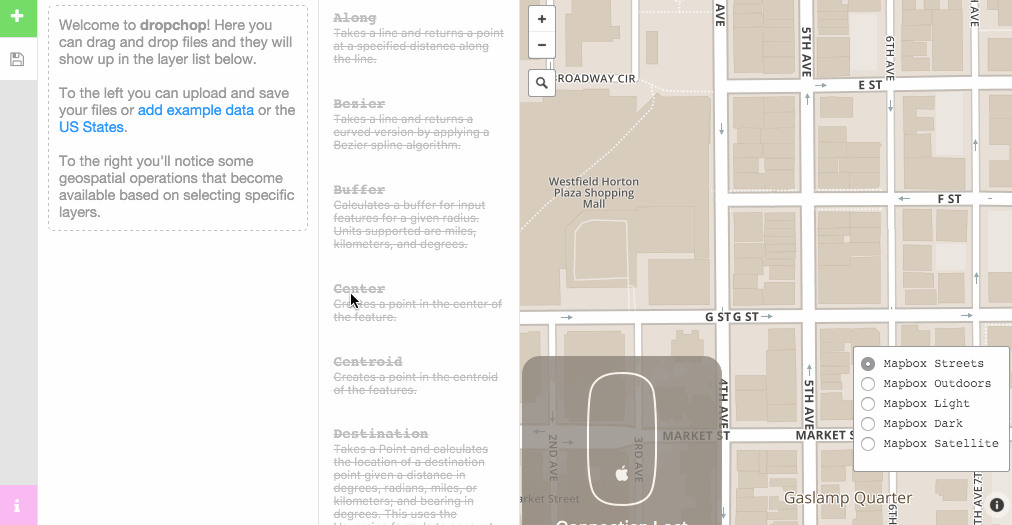 Welcome to dropchop! Here you
can drag and drop files and they will
show up in the layer list below.
To the left you can upload and save
your files or add example data or the
US States.
To the right you'll notice some
geospatial operations that become
available based on selecting specific
layers.
i
Along
Takes a line and returns a point
at a specified distance along
the line.
Bezier
Takes a line and returns a
curved version by applying a
Bezier spline algorithm.
Buffer
Calculates a buffer for input
features for a given radius.
Units supported are miles,
kilometers, and degrees.
Center
Creates a point in the center of
the feature.
Centroid
Creates a point in the centroid
of the features.
Destination
Takes a Point and calculates
the location of a destination
point given a distance in
degrees, radians, miles, or
kilometers; and bearing in
degrees. This uses the
+
−
BROADWAY CIR
AVE
5TH AVE
6TH AVE
AVE
E ST
Westfield Horton
Plaza Shopping
Mall
F ST
G ST
G ST
4TH AVE
5TH AVE
MARKET ST
MARKET S
2ND AVE
3RD AVE
arket Street
Connection Lost
Mapbox Streets
Mapbox Outdoors
Mapbox Light
Mapbox Dark
Mapbox Satellite
Gaslamp Quarter
6TH
i